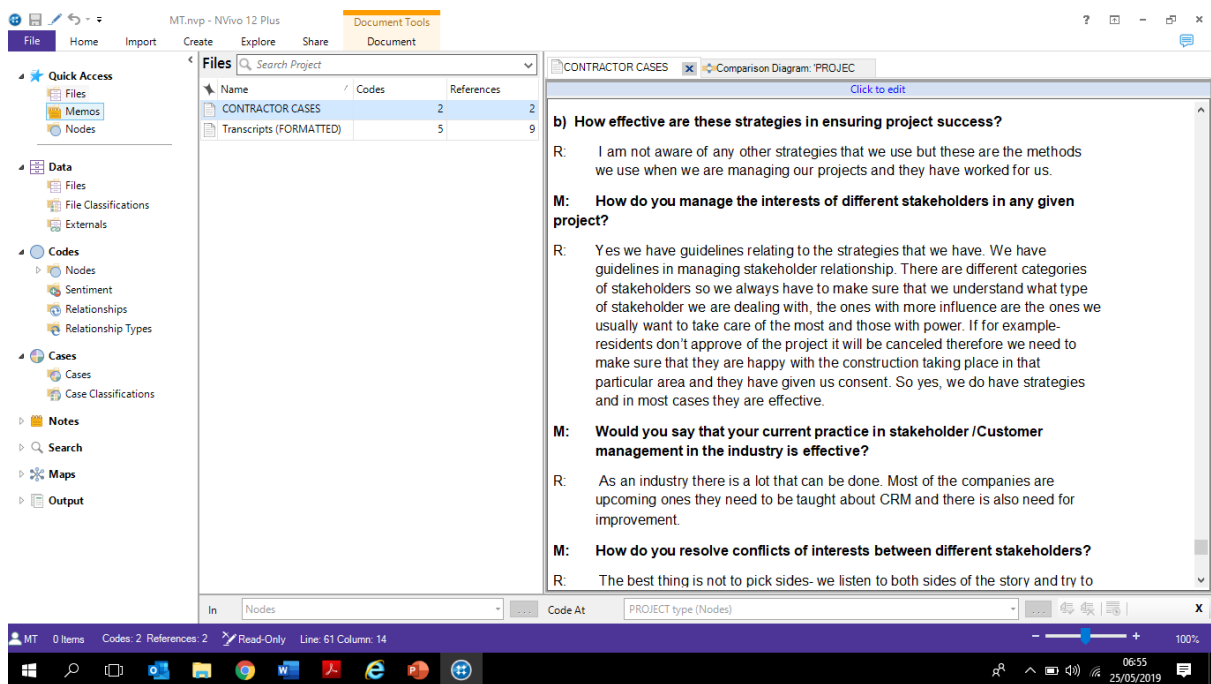 MT.nvp - NVivo 12 Plus
Document Tools
File Home Import Create Explore Share Document
Quick Access
Files
Memos
Nodes
Data
Files
File Classifications
Externals
Codes
Nodes
Sentiment
Relationships
Relationship Types
Cases
Cases
Case Classifications
Notes
Search
Maps
Output
Files Search Project
Name Codes References
CONTRACTOR CASES 2 2
Transcripts (FORMATTED) 5 9
CONTRACTOR CASES Comparison Diagram: 'PROJEC
Click to edit
b) How effective are these strategies in ensuring project success?
R: I am not aware of any other strategies that we use but these are the methods
we use when we are managing our projects and they have worked for us.
M: How do you manage the interests of different stakeholders in any given
project?
R: Yes we have guidelines relating to the strategies that we have. We have
guidelines in managing stakeholder relationship. There are different categories
of stakeholders so we always have to make sure that we understand what type
of stakeholder we are dealing with, the ones with more influence are the ones we
usually want to take care of the most and those with power. If for example-
residents don't approve of the project it will be canceled therefore we need to
make sure that they are happy with the construction taking place in that
particular area and they have given us consent. So yes, we do have strategies
and in most cases they are effective.
M: Would you say that your current practice in stakeholder /Customer
management in the industry is effective?
R: As an industry there is a lot that can be done. Most of the companies are
upcoming ones they need to be taught about CRM and there is also need for
improvement.
M: How do you resolve conflicts of interests between different stakeholders?
R: The best thing is not to pick sides- we listen to both sides of the story and try to
In Nodes ... Code At PROJECT type (Nodes) ... X
MT 0 Items Codes: 2 References: 2 Read-Only Line: 61 Column: 14 100%
06:55
25/05/2019